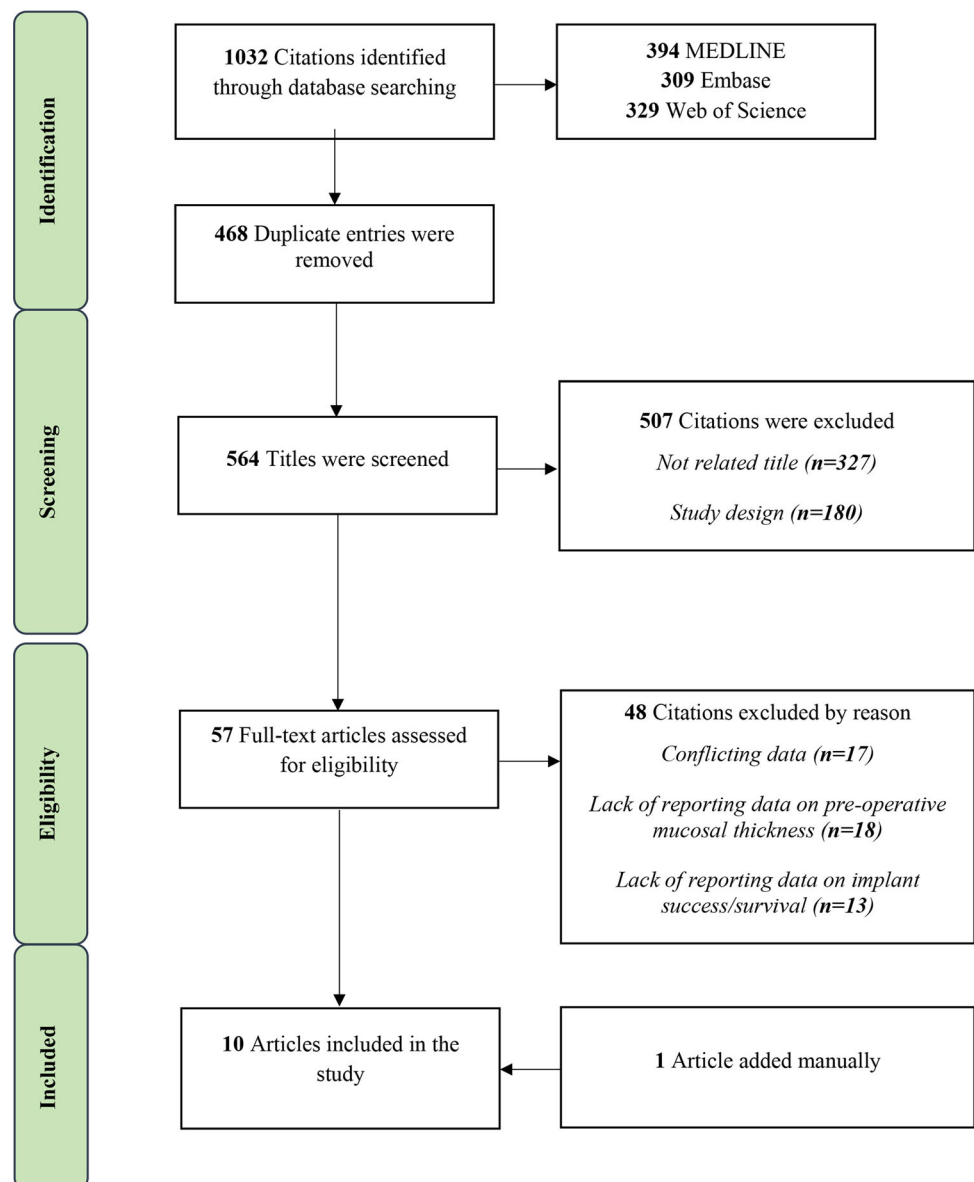 Identification
1032 Citations identified
through database searching
394 MEDLINE
309 Embase
329 Web of Science
468 Duplicate entries were
removed
Screening
564 Titles were screened
507 Citations were excluded
Not related title (n=327)
Study design (n=180)
Eligibility
57 Full-text articles assessed
for eligibility
48 Citations excluded by reason
Conflicting data (n=17)
Lack of reporting data on pre-operative
mucosal thickness (n=18)
Lack of reporting data on implant
success/survival (n=13)
Included
10 Articles included in the
study
1 Article added manually